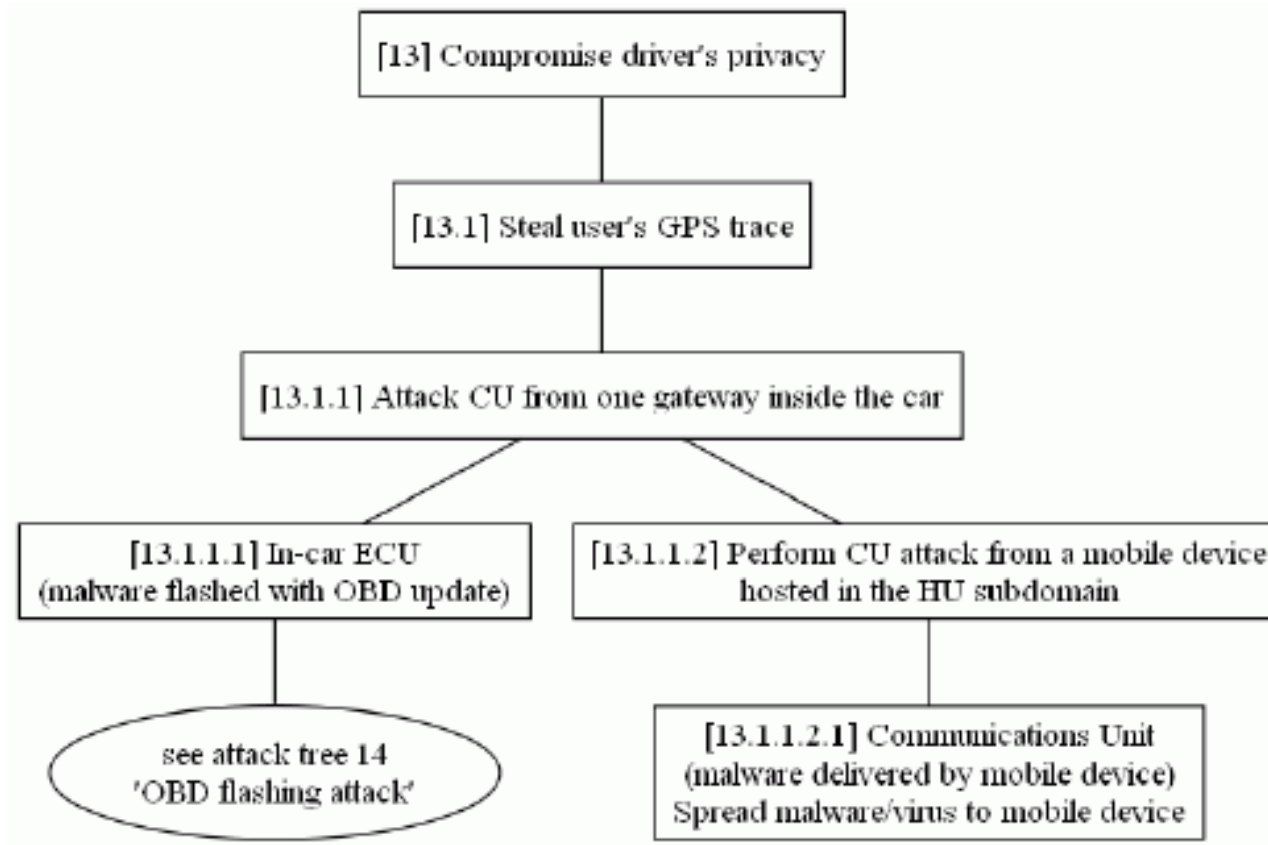 [13] Compromise driver's privacy
[13.1] Steal user's GPS trace
[13.1.1] Attack CU from one gateway inside the car
[13.1.1.1] In-car ECU
(malware flashed with OBD update)
[13.1.1.2] Perform CU attack from a mobile device
hosted in the HU subdomain
see attack tree 14
'OBD flashing attack'
[13.1.1.2.1] Communications Unit
(malware delivered by mobile device)
Spread malware/virus to mobile device